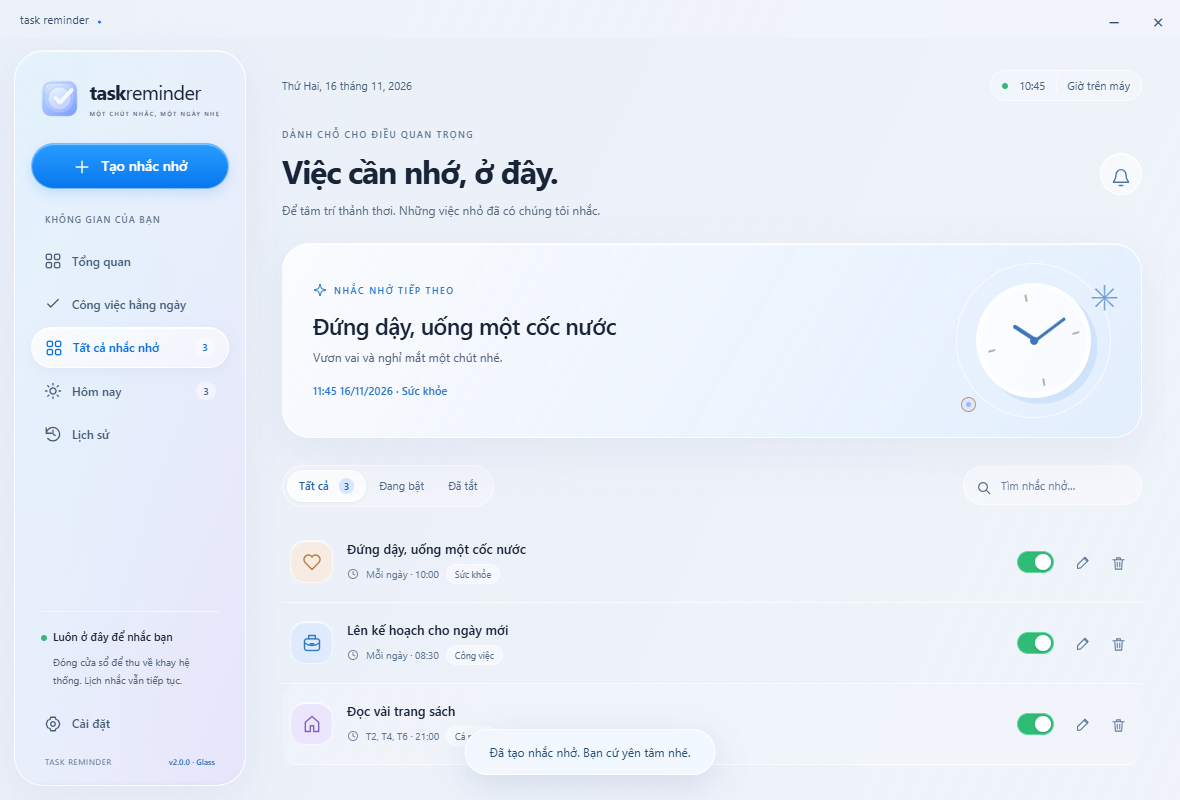 task reminder
taskreminder
MỘT CHÚT NHẮC, MỘT NGÀY NHẸ
Tạo nhắc nhở
KHÔNG GIAN CỦA BẠN
Tổng quan
Công việc hằng ngày
Tất cả nhắc nhở 3
Hôm nay 3
Lịch sử
Luôn ở đây để nhắc bạn
Đóng cửa sổ để thu về khay hệ
thống. Lịch nhắc vẫn tiếp tục.
Cài đặt
TASK REMINDER v2.0.0 · Glass
Thứ Hai, 16 tháng 11, 2026
10:45 Giờ trên máy
DÀNH CHỖ CHO ĐIỀU QUAN TRỌNG
Việc cần nhớ, ở đây.
Để tâm trí thảnh thơi. Những việc nhỏ đã có chúng tôi nhắc.
NHẮC NHỞ TIẾP THEO
Đứng dậy, uống một cốc nước
Vươn vai và nghỉ mắt một chút nhé.
11:45 16/11/2026 · Sức khỏe
Tất cả 3 Đang bật Đã tắt
Tìm nhắc nhở...
Đứng dậy, uống một cốc nước
Mỗi ngày · 10:00 Sức khỏe
Lên kế hoạch cho ngày mới
Mỗi ngày · 08:30 Công việc
Đọc vài trang sách
T2, T4, T6 · 21:00
Đã tạo nhắc nhở. Bạn cứ yên tâm nhé.